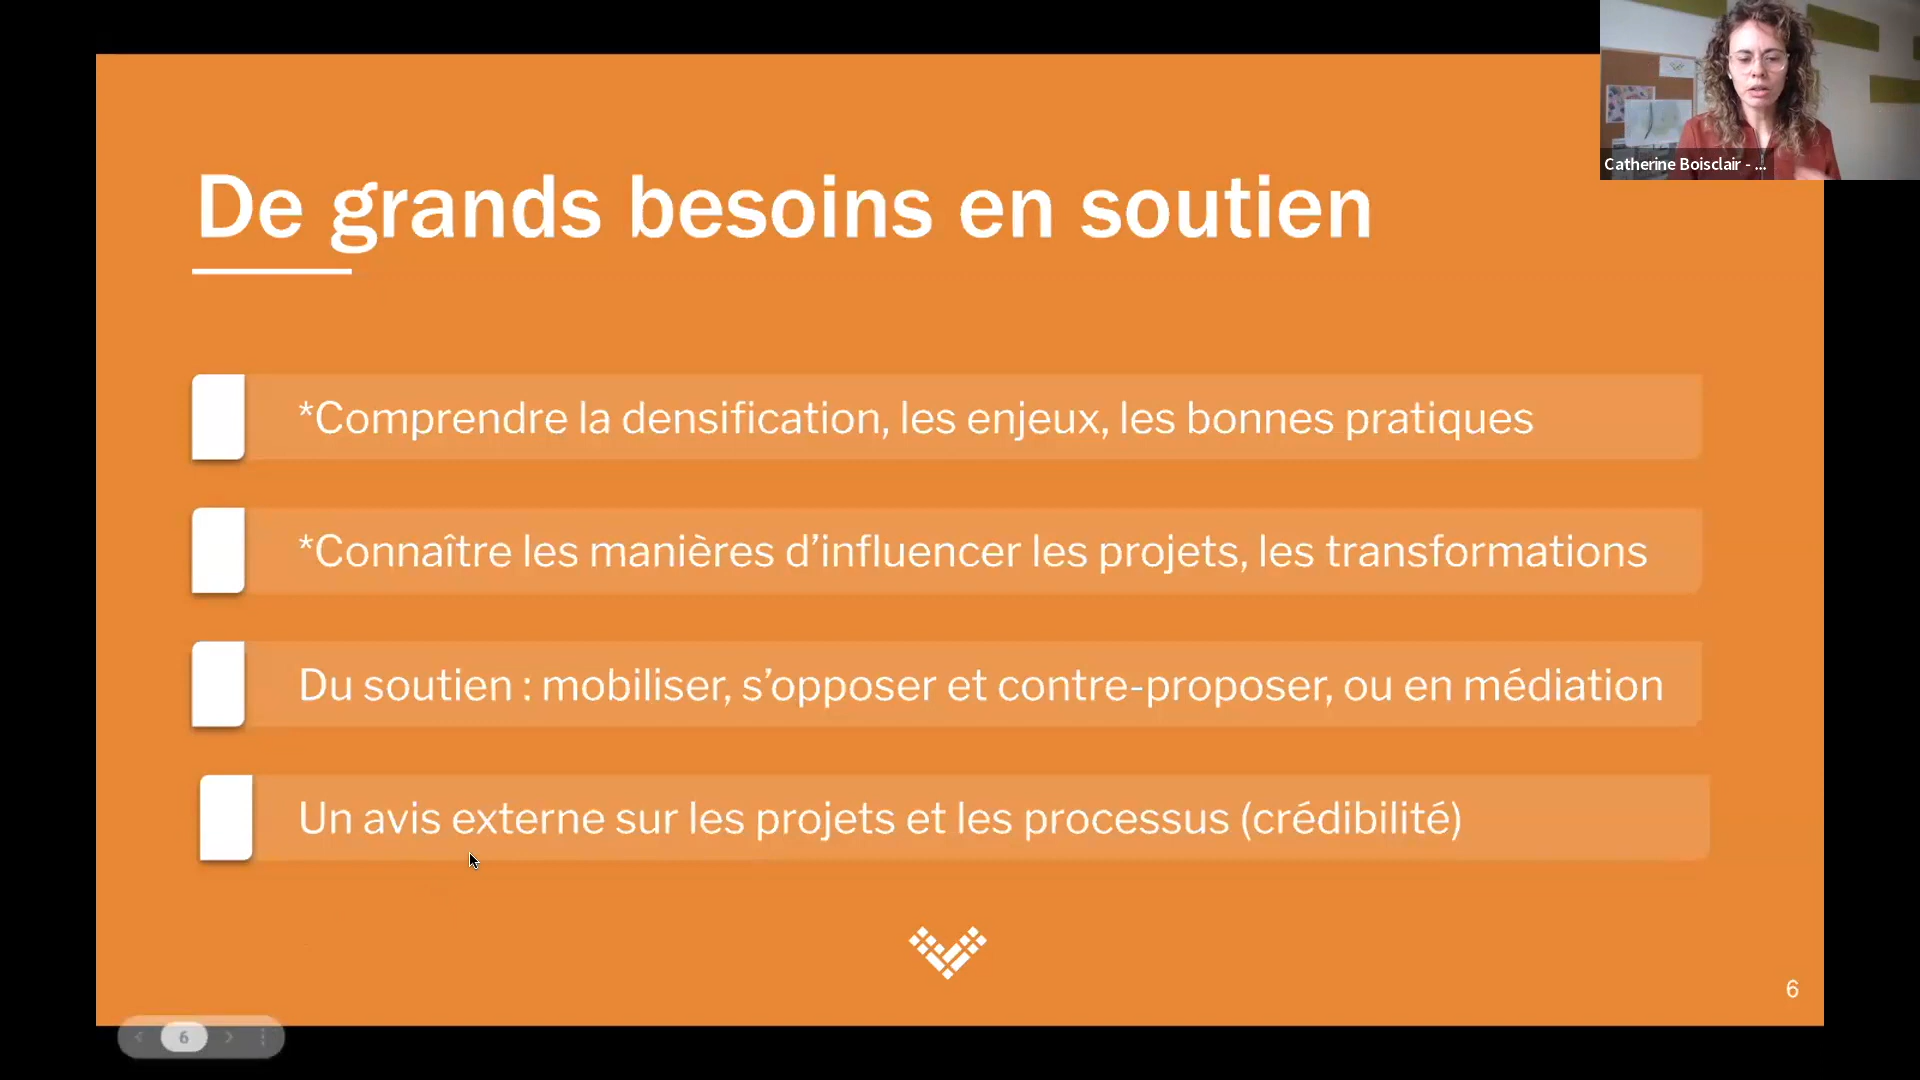 De grands besoins en soutien
Catherine Boisclair - ...
*Comprendre la densification, les enjeux, les bonnes pratiques
*Connaître les manières d’influencer les projets, les transformations
Du soutien : mobiliser, s’opposer et contre-proposer, ou en médiation
Un avis externe sur les projets et les processus (crédibilité)
6
6